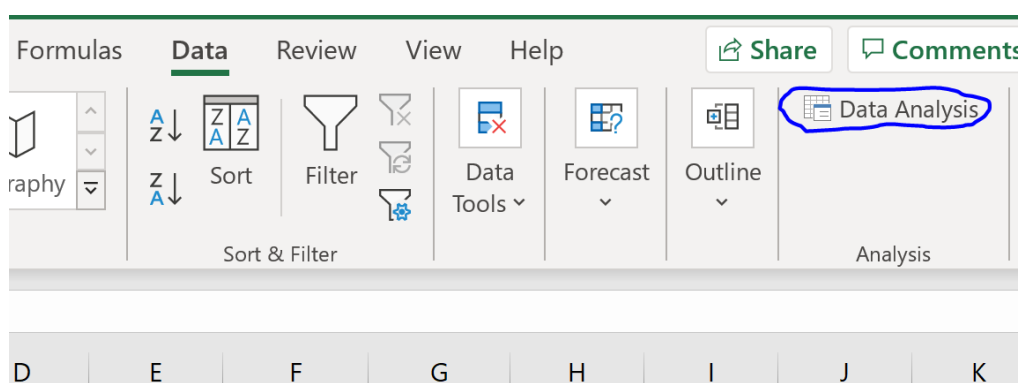 Formulas Data Review View Help Share Comments
Data Analysis
raphy Sort Filter Data Tools Forecast Outline
Sort & Filter Analysis
D E F G H I J K